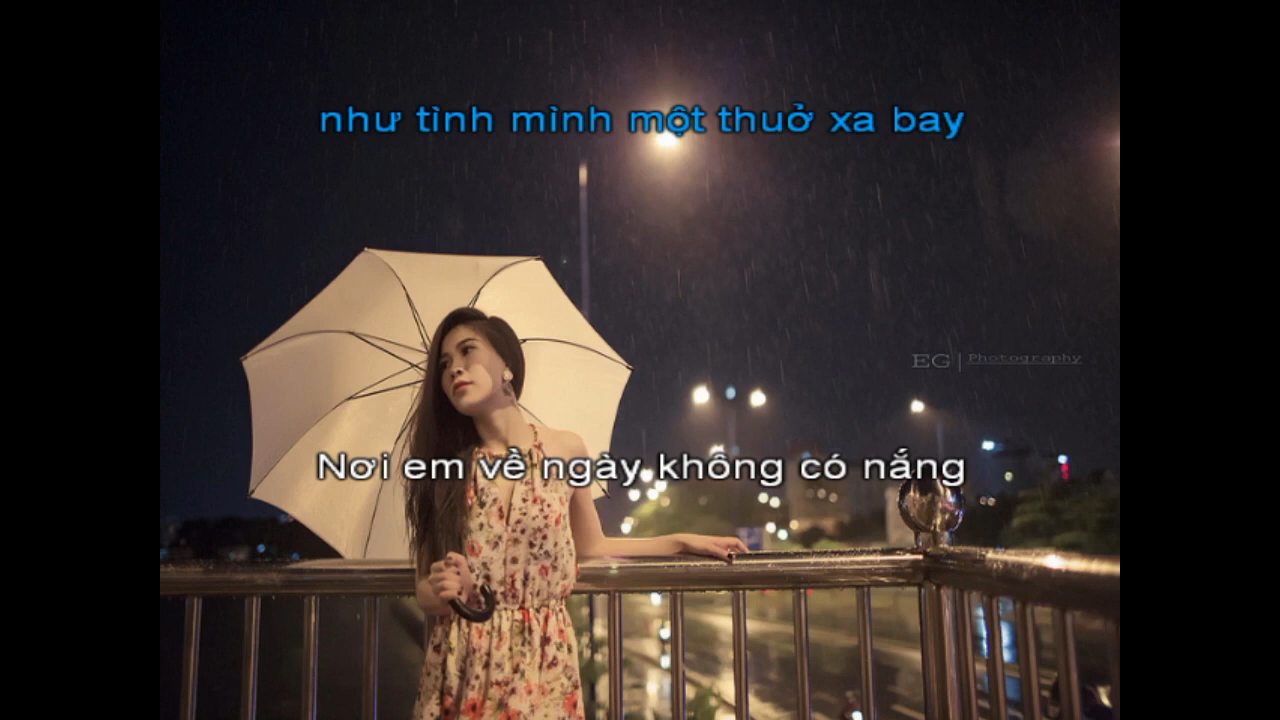 như tình mình một thuở xa bay
EG | Photography
Nơi em về ngày không có nắng